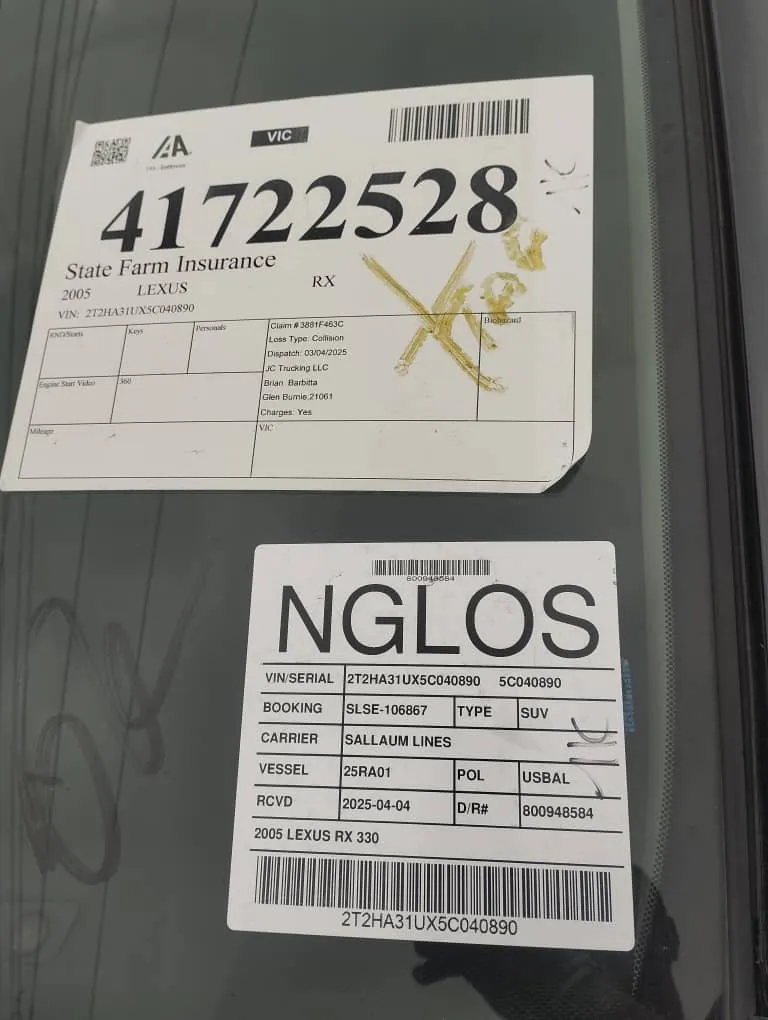 IAA
VIC
41722528
State Farm Insurance
2005 LEXUS RX
VIN: 2T2HA31UX5C040890
RND/Starts
Keys
Personals
Claim # 3881F463C
Loss Type: Collision
Dispatch: 03/04/2025
JC Trucking LLC
Brian Barbitta
Glen Burnie,21061
Charges: Yes
Biohazard
Engine Start Video
360
Mileage
VIC
800948584
NGLOS
VIN/SERIAL 2T2HA31UX5C040890 5C040890
BOOKING SLSE-106867 TYPE SUV
CARRIER SALLAUM LINES
VESSEL 25RA01 POL USBAL
RCVD 2025-04-04 D/R# 800948584
2005 LEXUS RX 330
2T2HA31UX5C040890